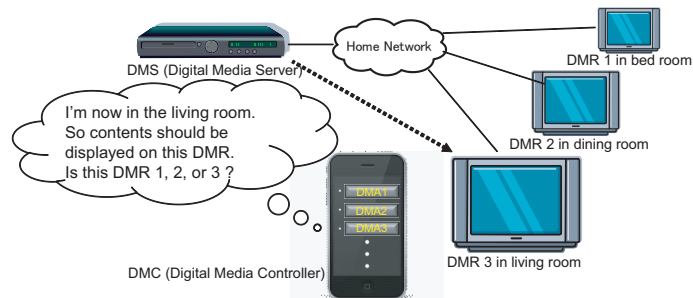 Home Network
DMR 1 in bed room
DMS (Digital Media Server)
I'm now in the living room.
So contents should be
displayed on this DMR.
Is this DMR 1, 2, or 3 ?
DMR 2 in dining room
DMA1
DMA2
DMA3
DMR 3 in living room
DMC (Digital Media Controller)